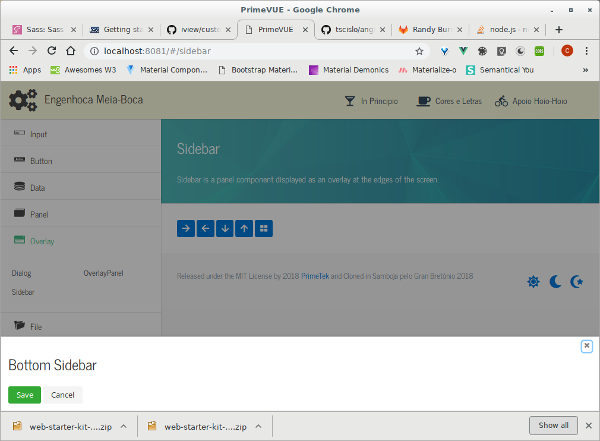 PrimeVUE - Google Chrome
Sass: Sass
Getting sta
iview/custo
PrimeVUE
tscislo/ang
Randy Bur
node.js - n
localhost:8081/#/sidebar
Apps
Awesomes W3
Material Compon...
Bootstrap Materi...
Material Demonics
Materialize-o
Semantical You
»
Engenhoca Meia-Boca
In Principio
Cores e Letras
Apoio Hoio-Hoio
Input
Button
Data
Panel
Overlay
Dialog
OverlayPanel
Sidebar
File
Sidebar
Sidebar is a panel component displayed as an overlay at the edges of the screen.
Released under the MIT License by 2018 PrimeTek and Cloned in Samboja pelo Gran Brettinio 2018
Bottom Sidebar
Save
Cancel
web-starter-kit-....zip
web-starter-kit-....zip
Show all